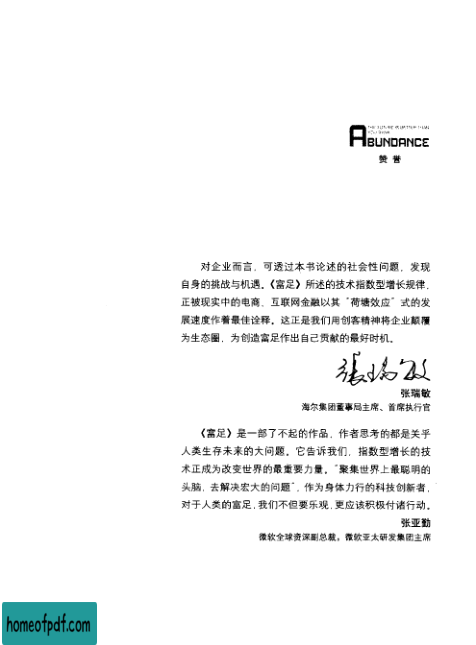 ABUNDANCE
赞 誉
对企业而言，可透过本书论述的社会性问题，发现
自身的挑战与机遇。《富足》所述的技术指数型增长规律，
正被现实中的电商、互联网金融以其“荷塘效应”式的发
展速度作着最佳诠释。这正是我们用创客精神将企业颠覆
为生态圈，为创造富足作出自己贡献的最好时机。
张瑞敏
张瑞敏
海尔集团董事局主席、首席执行官
《富足》是一部了不起的作品，作者思考的都是关乎
人类生存未来的大问题。它告诉我们，指数型增长的技
术正成为改变世界的最重要力量。“聚集世界上最聪明的
头脑，去解决宏大的问题”，作为身体力行的科技创新者，
对于人类的富足，我们不但要乐观，更应该积极付诸行动。
张亚勤
微软全球资深副总裁，微软亚太研发集团主席
homeofpdf.com